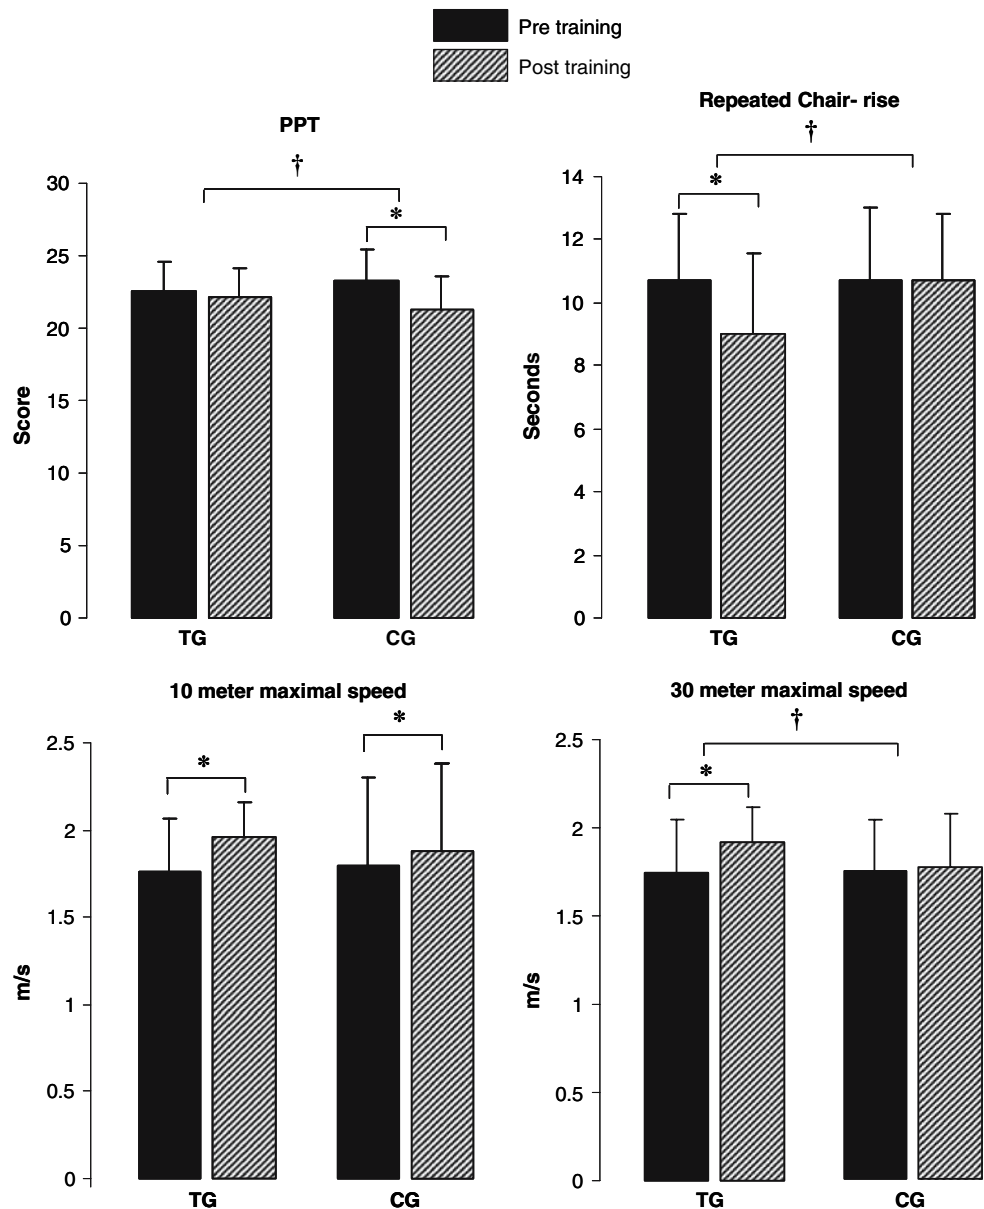 Pre training
Post training
PPT
†
*
30
25
20
15
10
5
0
Score
TG
CG
Repeated Chair- rise
†
*
14
12
10
8
6
4
2
0
Seconds
TG
CG
10 meter maximal speed
*
*
2.5
2
1.5
1
0.5
0
m/s
TG
CG
30 meter maximal speed
†
*
2.5
2
1.5
1
0.5
0
m/s
TG
CG